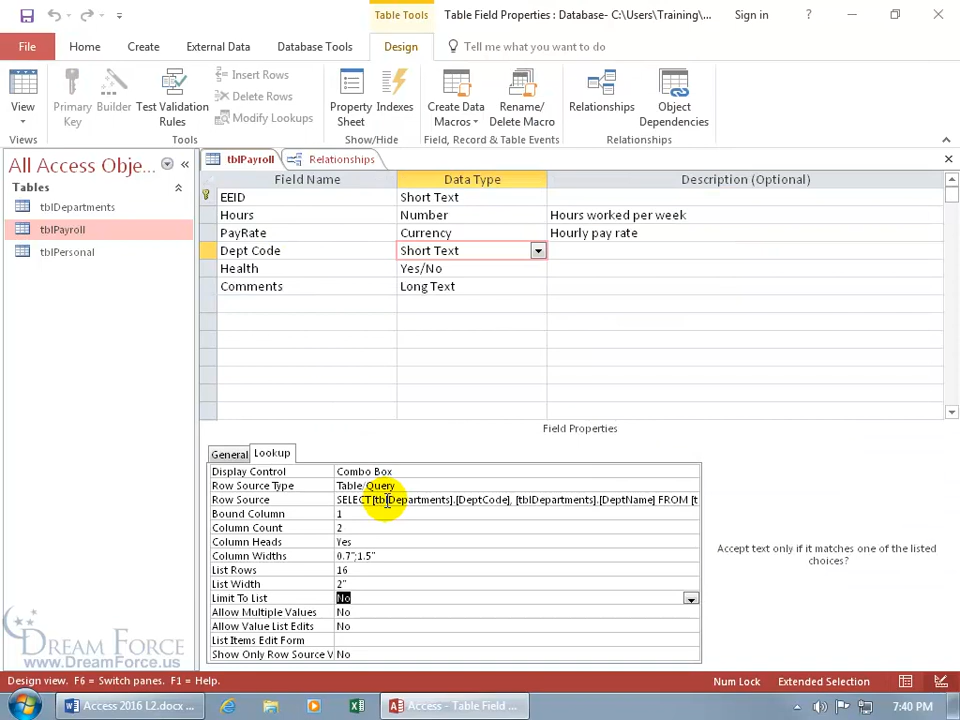 Table Tools
Table Field Properties : Database- C:\Users\Training\...
Sign in
?
File
Home
Create
External Data
Database Tools
Design
Tell me what you want to do
View
Primary Key
Builder
Test Validation Rules
Insert Rows
Delete Rows
Modify Lookups
Property Sheet
Indexes
Create Data Macros
Rename/ Delete Macro
Relationships
Object Dependencies
Views
Tools
Show/Hide
Field, Record & Table Events
Relationships
All Access Obje...
Tables
tblDepartments
tblPayroll
tblPersonal
tblPayroll
Relationships
Field Name Data Type Description (Optional)
EEID Short Text
Hours Number Hours worked per week
PayRate Currency Hourly pay rate
Dept Code Short Text
Health Yes/No
Comments Long Text
Field Properties
General Lookup
Display Control Combo Box
Row Source Type Table/Query
Row Source SELECT [tblDepartments].[DeptCode], [tblDepartments].[DeptName] FROM [t
Bound Column 1
Column Count 2
Column Heads Yes
Column Widths 0.7";1.5"
List Rows 16
List Width 2"
Limit To List No
Allow Multiple Values No
Allow Value List Edits No
List Items Edit Form
Show Only Row Source V No
Accept text only if it matches one of the listed choices?
DREAM FORCE
www.DreamForce.us
Design view. F6 = Switch panes. F1 = Help.
Num Lock
Extended Selection
Access 2016 L2.docx ...
Access - Table Field ...
7:40 PM